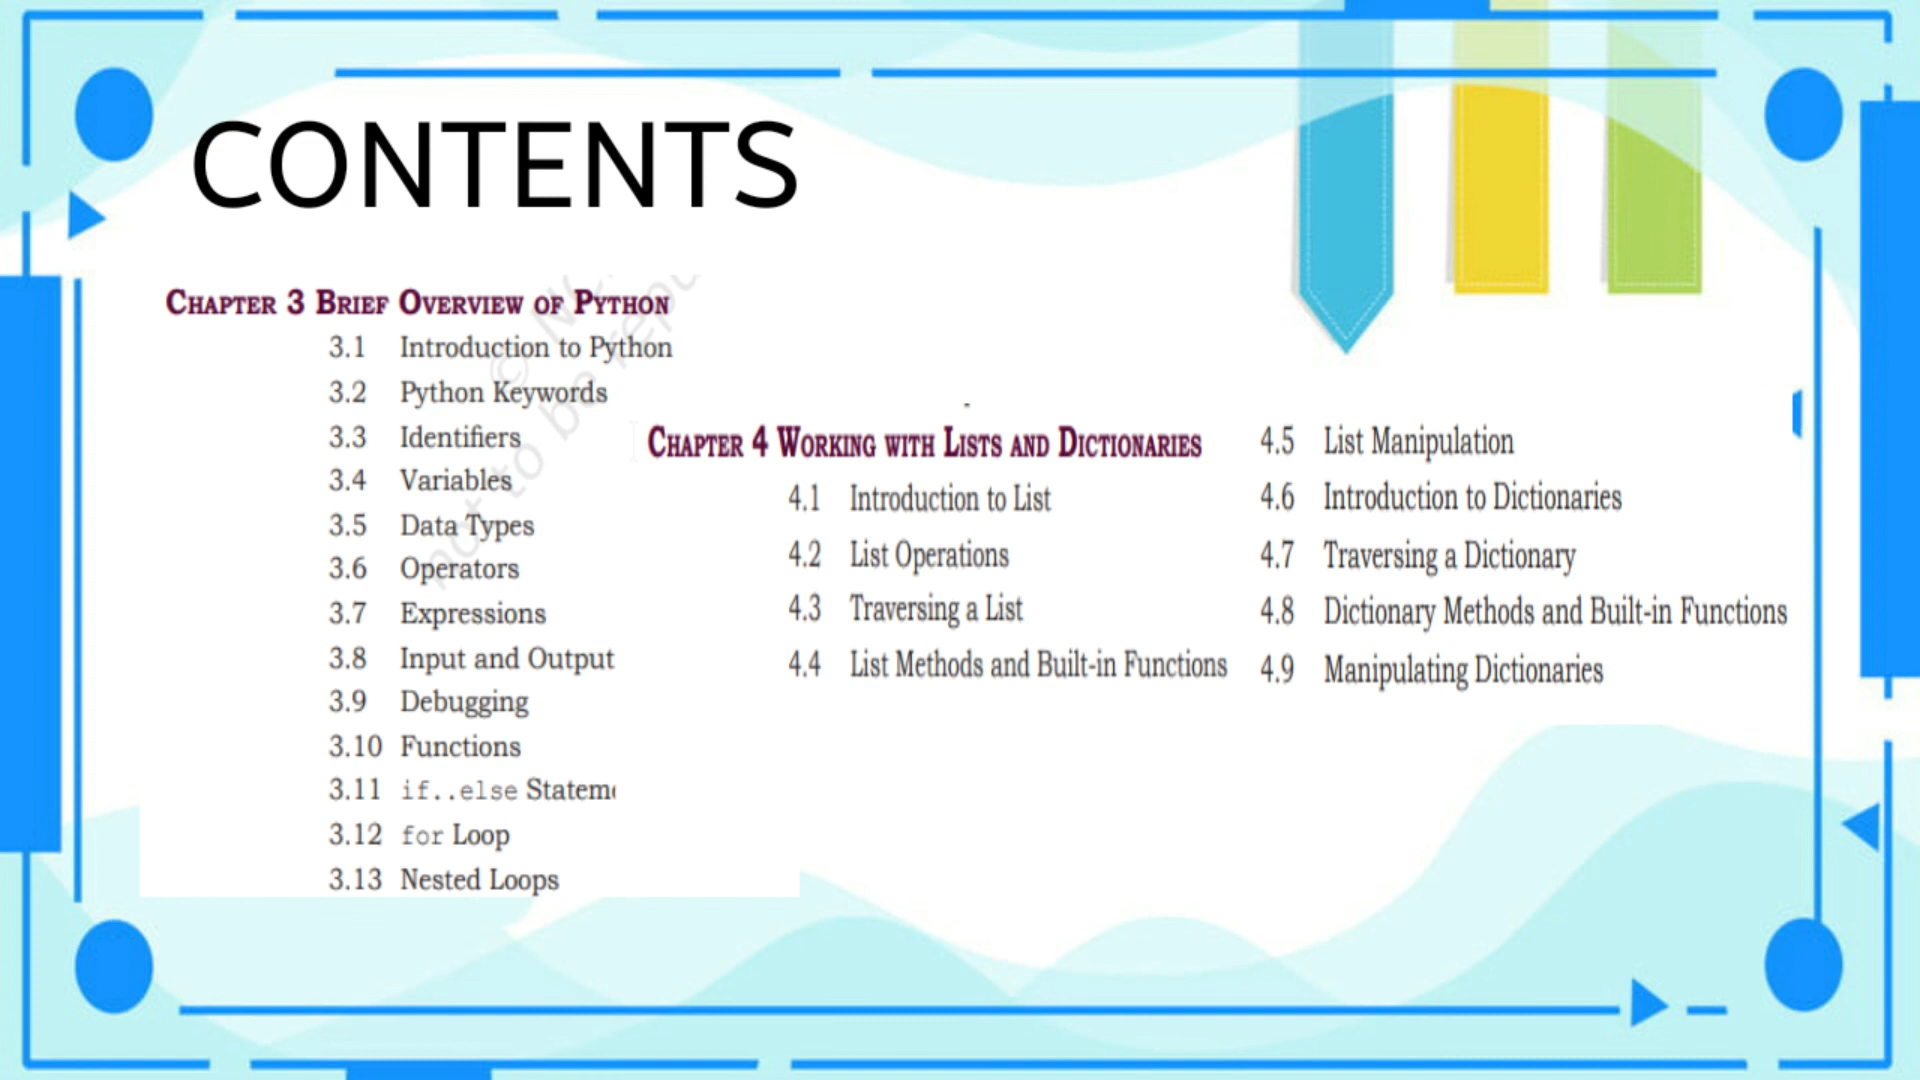 CONTENTS
CHAPTER 3 BRIEF OVERVIEW OF PYTHON
3.1 Introduction to Python
3.2 Python Keywords
3.3 Identifiers
3.4 Variables
3.5 Data Types
3.6 Operators
3.7 Expressions
3.8 Input and Output
3.9 Debugging
3.10 Functions
3.11 if..else
3.12 for Loop
3.13 Nested Loops
CHAPTER 4 WORKING WITH LISTS AND DICTIONARIES
4.1 Introduction to List
4.2 List Operations
4.3 Traversing a List
4.4 List Methods and Built-in Functions
4.5 List Manipulation
4.6 Introduction to Dictionaries
4.7 Traversing a Dictionary
4.8 Dictionary Methods and Built-in Functions
4.9 Manipulating Dictionaries
not to be